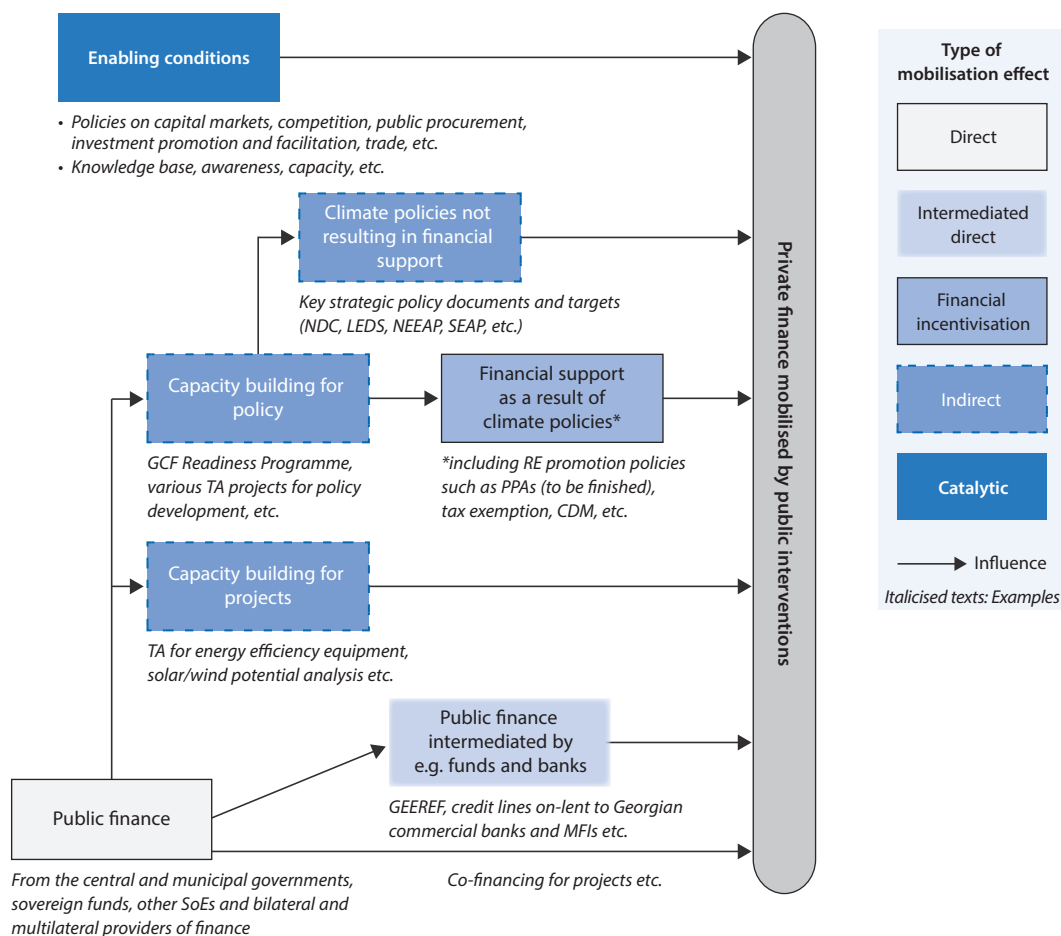 Enabling conditions
• Policies on capital markets, competition, public procurement,
investment promotion and facilitation, trade, etc.
• Knowledge base, awareness, capacity, etc.
Climate policies not
resulting in financial
support
Key strategic policy documents and targets
(NDC, LEDS, NEEAP, SEAP, etc.)
Capacity building for
policy
GCF Readiness Programme,
various TA projects for policy
development, etc.
Financial support
as a result of
climate policies*
*including RE promotion policies
such as PPAs (to be finished),
tax exemption, CDM, etc.
Capacity building for
projects
TA for energy efficiency equipment,
solar/wind potential analysis etc.
Public finance
intermediated by
e.g. funds and banks
GEEREF, credit lines on-lent to Georgian
commercial banks and MFIs etc.
Public finance
From the central and municipal governments,
sovereign funds, other SoEs and bilateral and
multilateral providers of finance
Co-financing for projects etc.
Private finance mobilised by public interventions
Type of
mobilisation effect
Direct
Intermediated
direct
Financial
incentivisation
Indirect
Catalytic
Influence
Italicised texts: Examples